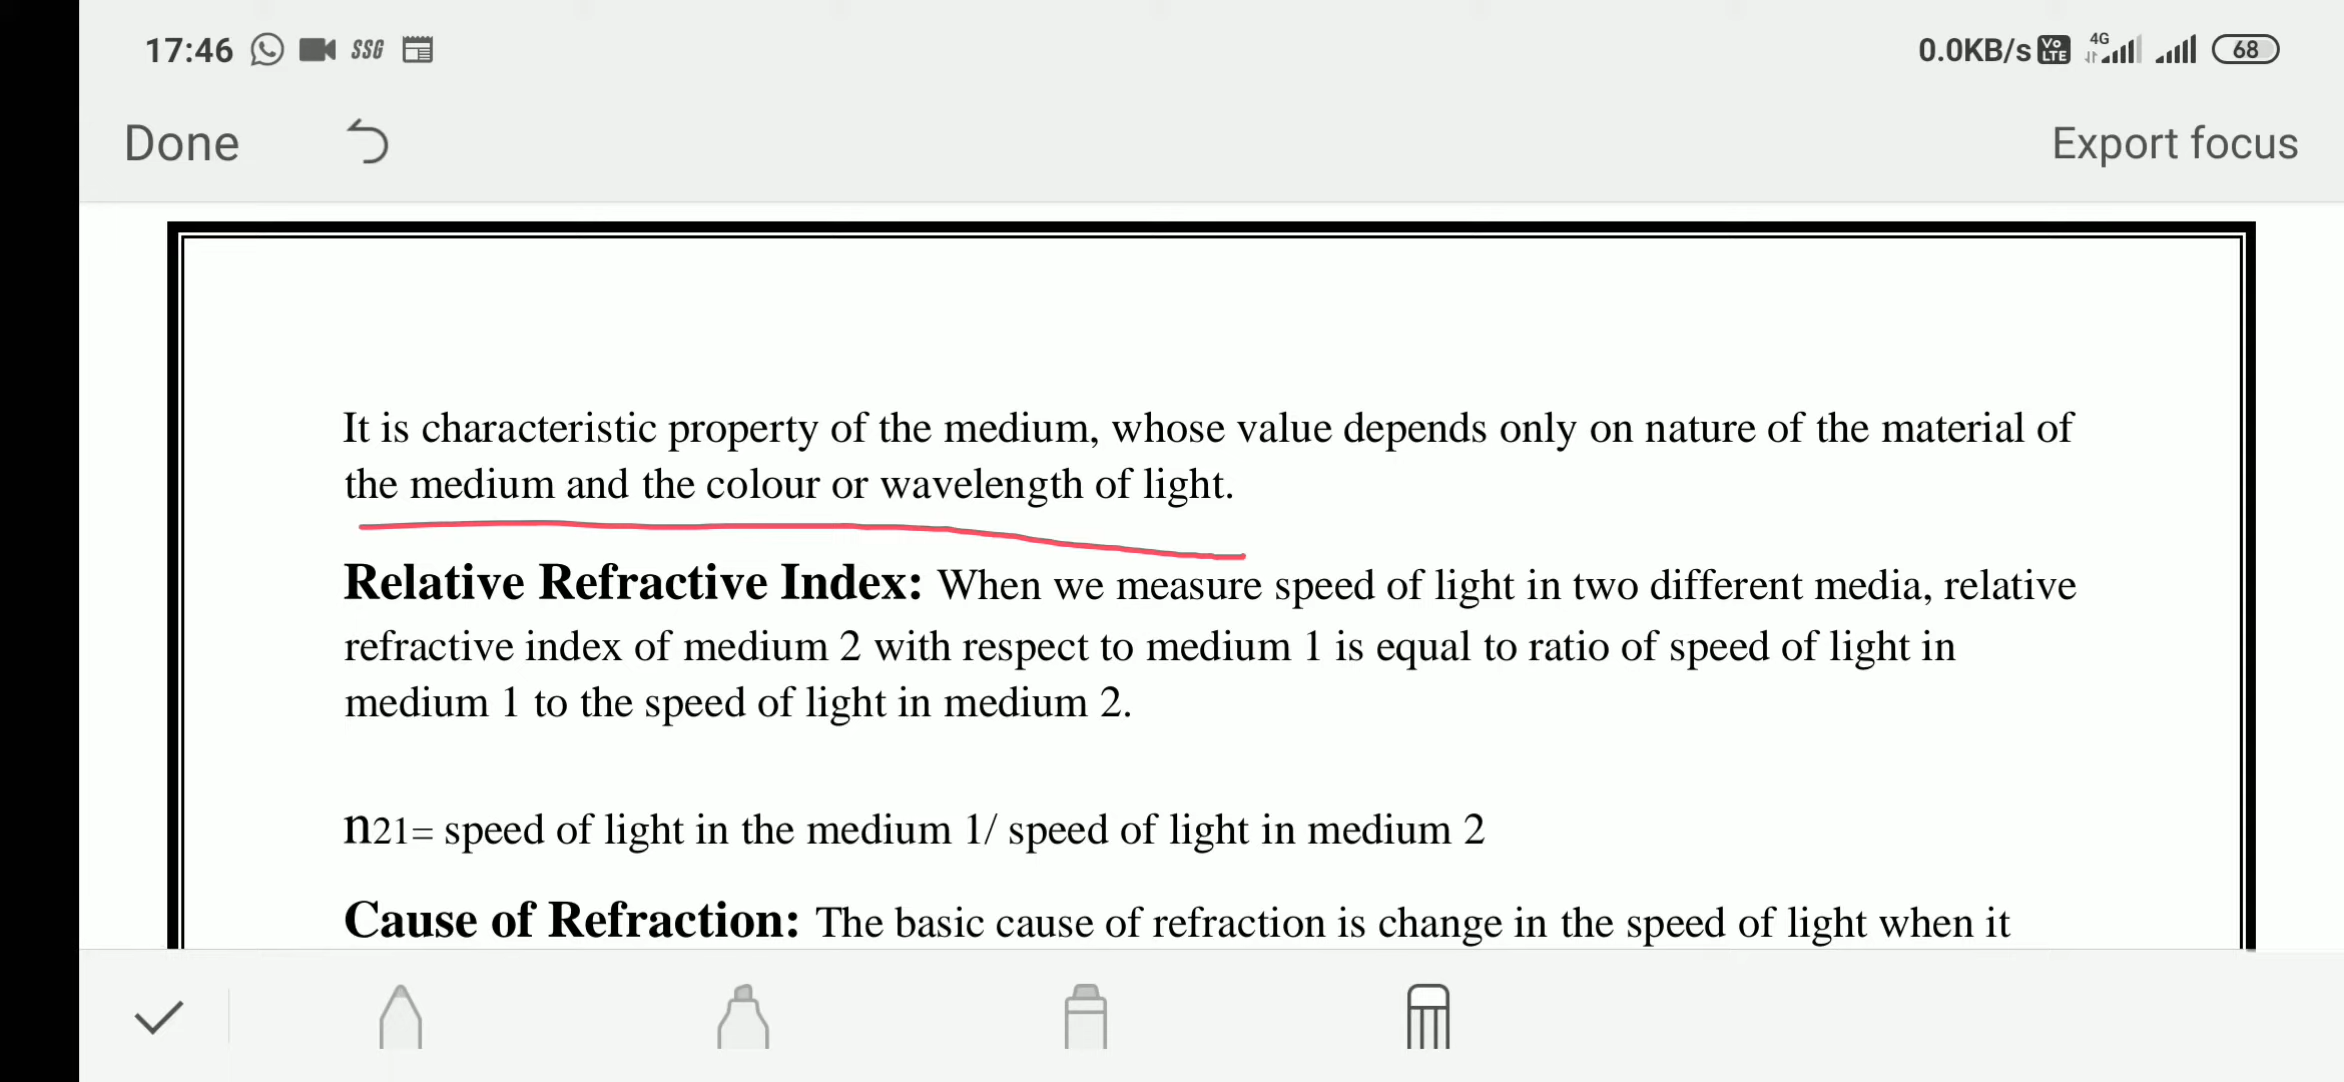 17:46 SSG 0.0KB/s Vo LTE 4G 68
Done Export focus
It is characteristic property of the medium, whose value depends only on nature of the material of
the medium and the colour or wavelength of light.
Relative Refractive Index: When we measure speed of light in two different media, relative
refractive index of medium 2 with respect to medium 1 is equal to ratio of speed of light in
medium 1 to the speed of light in medium 2.
n21= speed of light in the medium 1/ speed of light in medium 2
Cause of Refraction: The basic cause of refraction is change in the speed of light when it